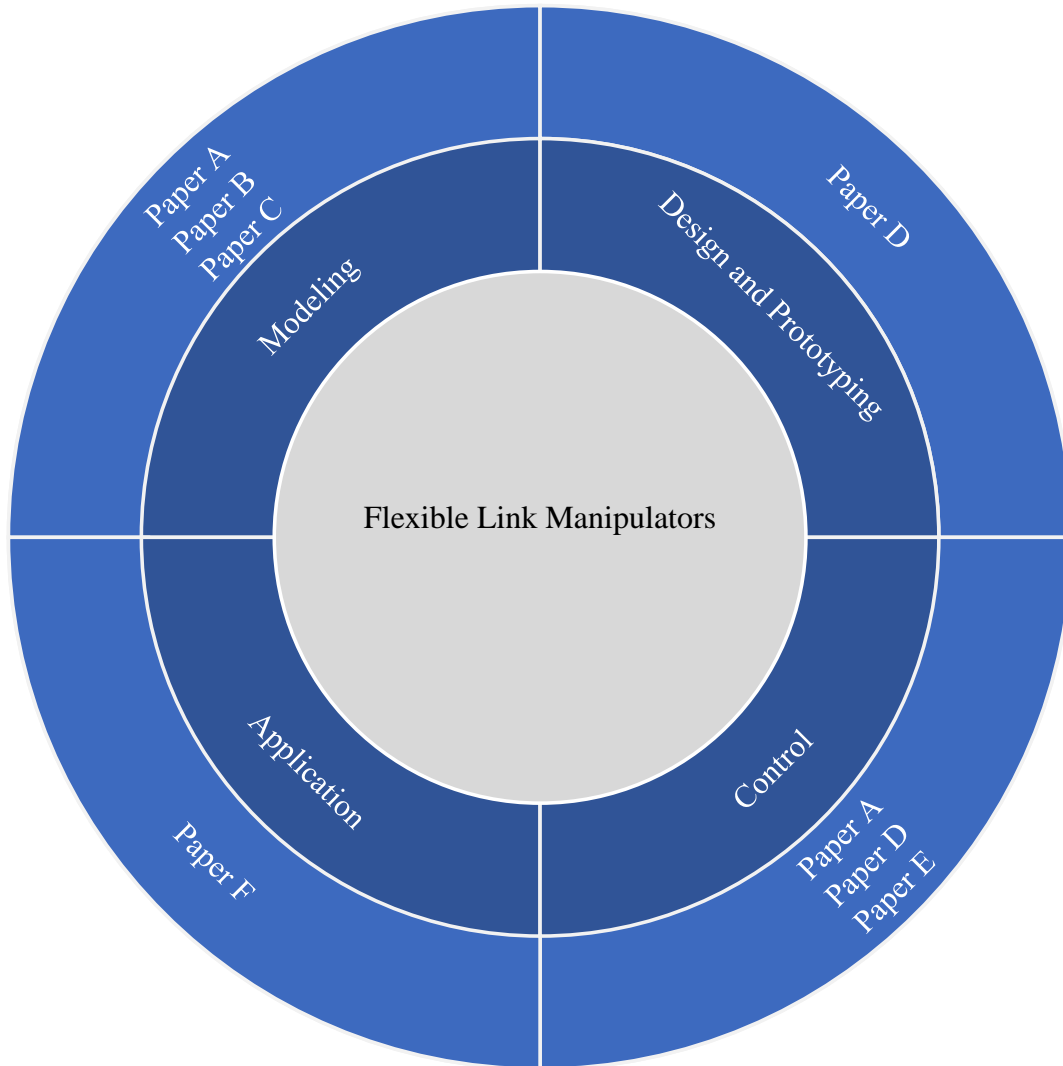 Paper A
Paper B
Paper C
Modeling
Design and Prototyping
Paper D
Flexible Link Manipulators
Application
Paper F
Control
Paper A
Paper D
Paper E